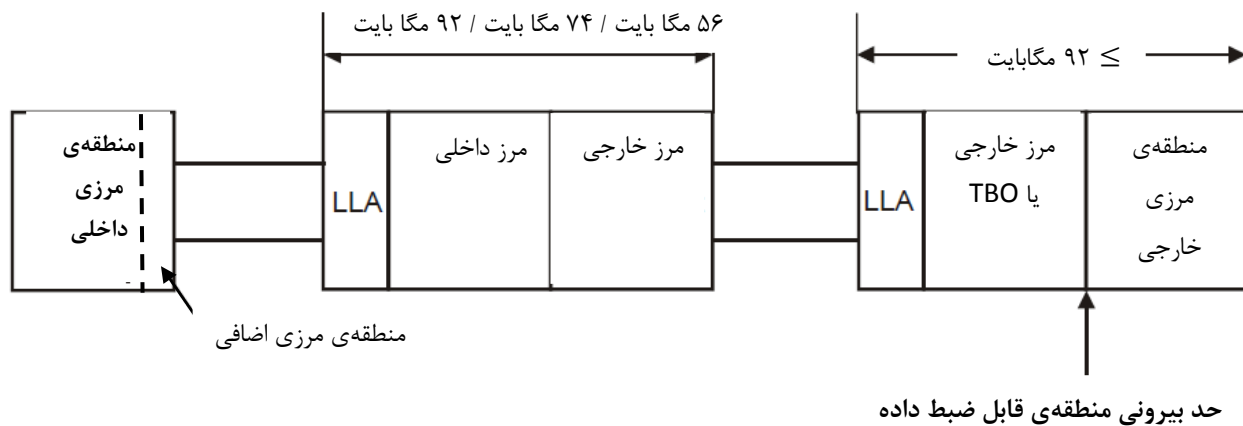 ۵۶ مگا بایت / ۷۴ مگا بایت / ۹۲ مگا بایت
≥ ۹۲ مگابایت
منطقه‌ی
مرزی
داخلی
LLA
مرز داخلی
مرز خارجی
LLA
مرز خارجی
یا TBO
منطقه‌ی
مرزی
خارجی
منطقه‌ی مرزی اضافی
حد بیرونی منطقه‌ی قابل ضبط داده